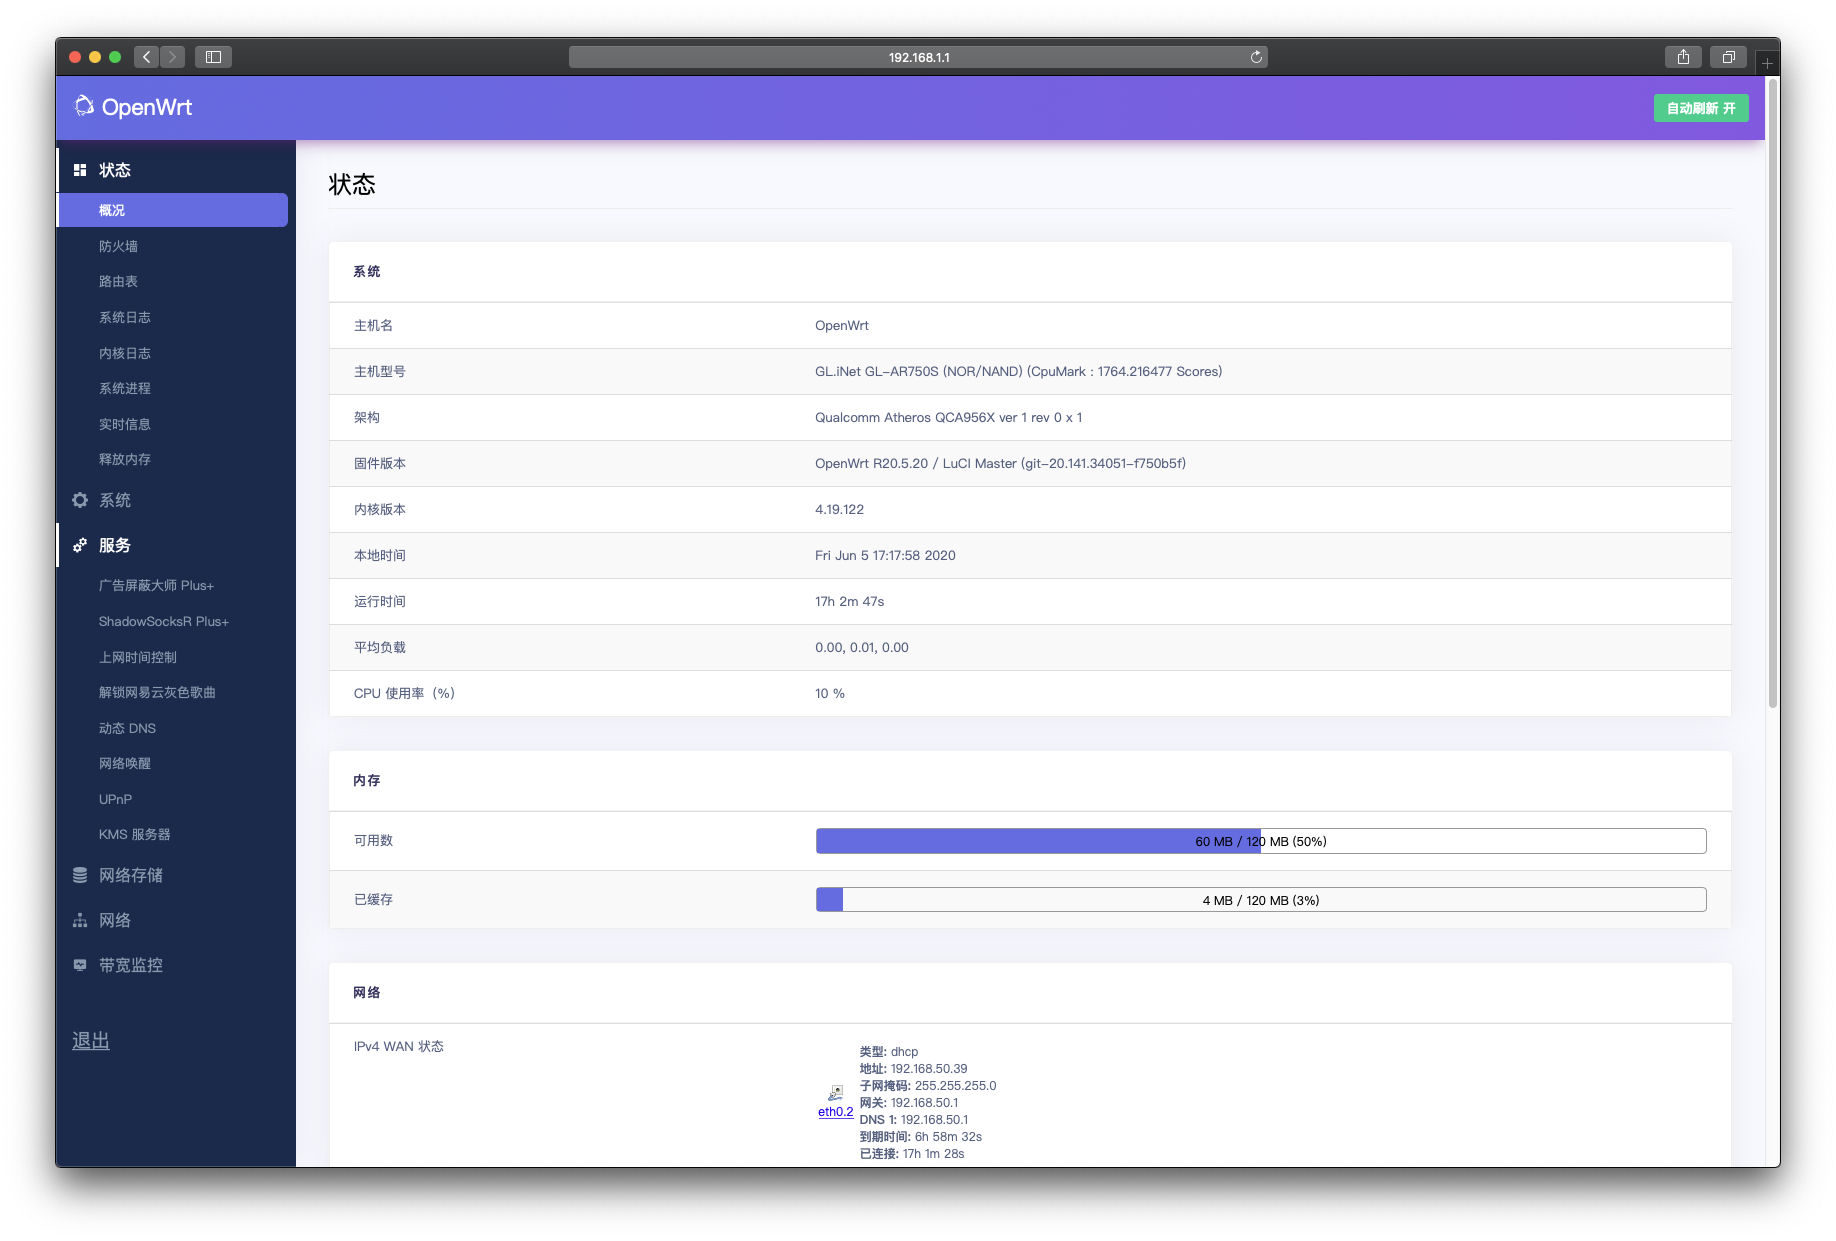 192.168.1.1
OpenWrt
自动刷新 开
状态
概况
防火墙
路由表
系统日志
内核日志
系统进程
实时信息
释放内存
系统
服务
广告屏蔽大师 Plus+
ShadowSocksR Plus+
上网时间控制
解锁网易云灰色歌曲
动态 DNS
网络唤醒
UPnP
KMS 服务器
网络存储
网络
带宽监控
退出
状态
系统
主机名 OpenWrt
主机型号 GL.iNet GL-AR750S (NOR/NAND) (CpuMark : 1764.216477 Scores)
架构 Qualcomm Atheros QCA956X ver 1 rev 0 x 1
固件版本 OpenWrt R20.5.20 / LuCI Master (git-20.141.34051-f750b5f)
内核版本 4.19.122
本地时间 Fri Jun 5 17:17:58 2020
运行时间 17h 2m 47s
平均负载 0.00, 0.01, 0.00
CPU 使用率（%） 10 %
内存
可用数 60 MB / 120 MB (50%)
已缓存 4 MB / 120 MB (3%)
网络
IPv4 WAN 状态
eth0.2
类型: dhcp
地址: 192.168.50.39
子网掩码: 255.255.255.0
网关: 192.168.50.1
DNS 1: 192.168.50.1
到期时间: 6h 58m 32s
已连接: 17h 1m 28s